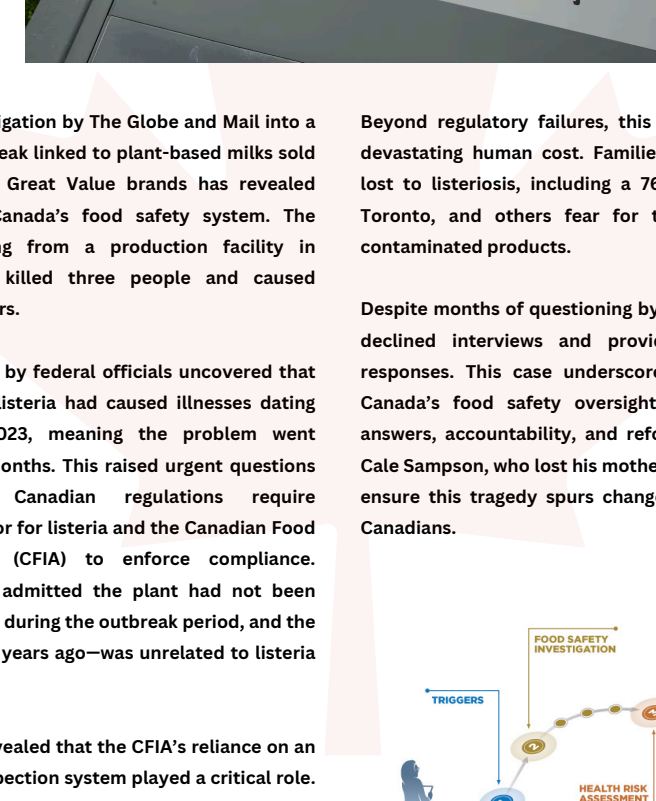 igation by The Globe and Mail into a
eak linked to plant-based milks sold
Great Value brands has revealed
Canada's food safety system. The
ng from a production facility in
killed three people and caused
rs.
by federal officials uncovered that
listeria had caused illnesses dating
023, meaning the problem went
onths. This raised urgent questions
Canadian regulations require
or for listeria and the Canadian Food
(CFIA) to enforce compliance.
admitted the plant had not been
during the outbreak period, and the
years ago—was unrelated to listeria
vealed that the CFIA's reliance on an
pection system played a critical role.
Beyond regulatory failures, this
devastating human cost. Familie
lost to listeriosis, including a 76
Toronto, and others fear for t
contaminated products.
Despite months of questioning by
declined interviews and provi
responses. This case underscor
Canada's food safety oversight
answers, accountability, and refo
Cale Sampson, who lost his mothe
ensure this tragedy spurs change
Canadians.
FOOD SAFETY
INVESTIGATION
TRIGGERS
2
HEALTH RISK
ASSESSMENT